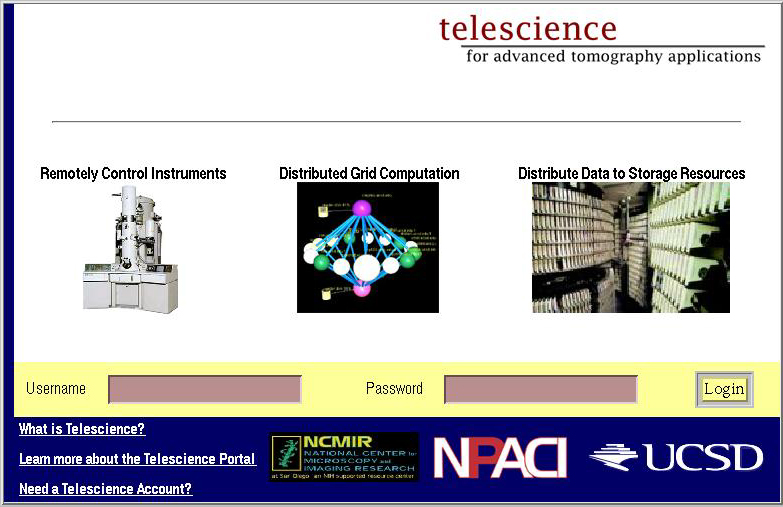 telescience
for advanced tomography applications
Remotely Control Instruments
Distributed Grid Computation
Distribute Data to Storage Resources
Username
Password
Login
What is Telescience?
Learn more about the Telescience Portal
Need a Telescience Account?
NCMIR
NATIONAL CENTER for
MICROSCOPY and
IMAGING RESEARCH
at San Diego an NIH supported resource center
NPACI
UCSD